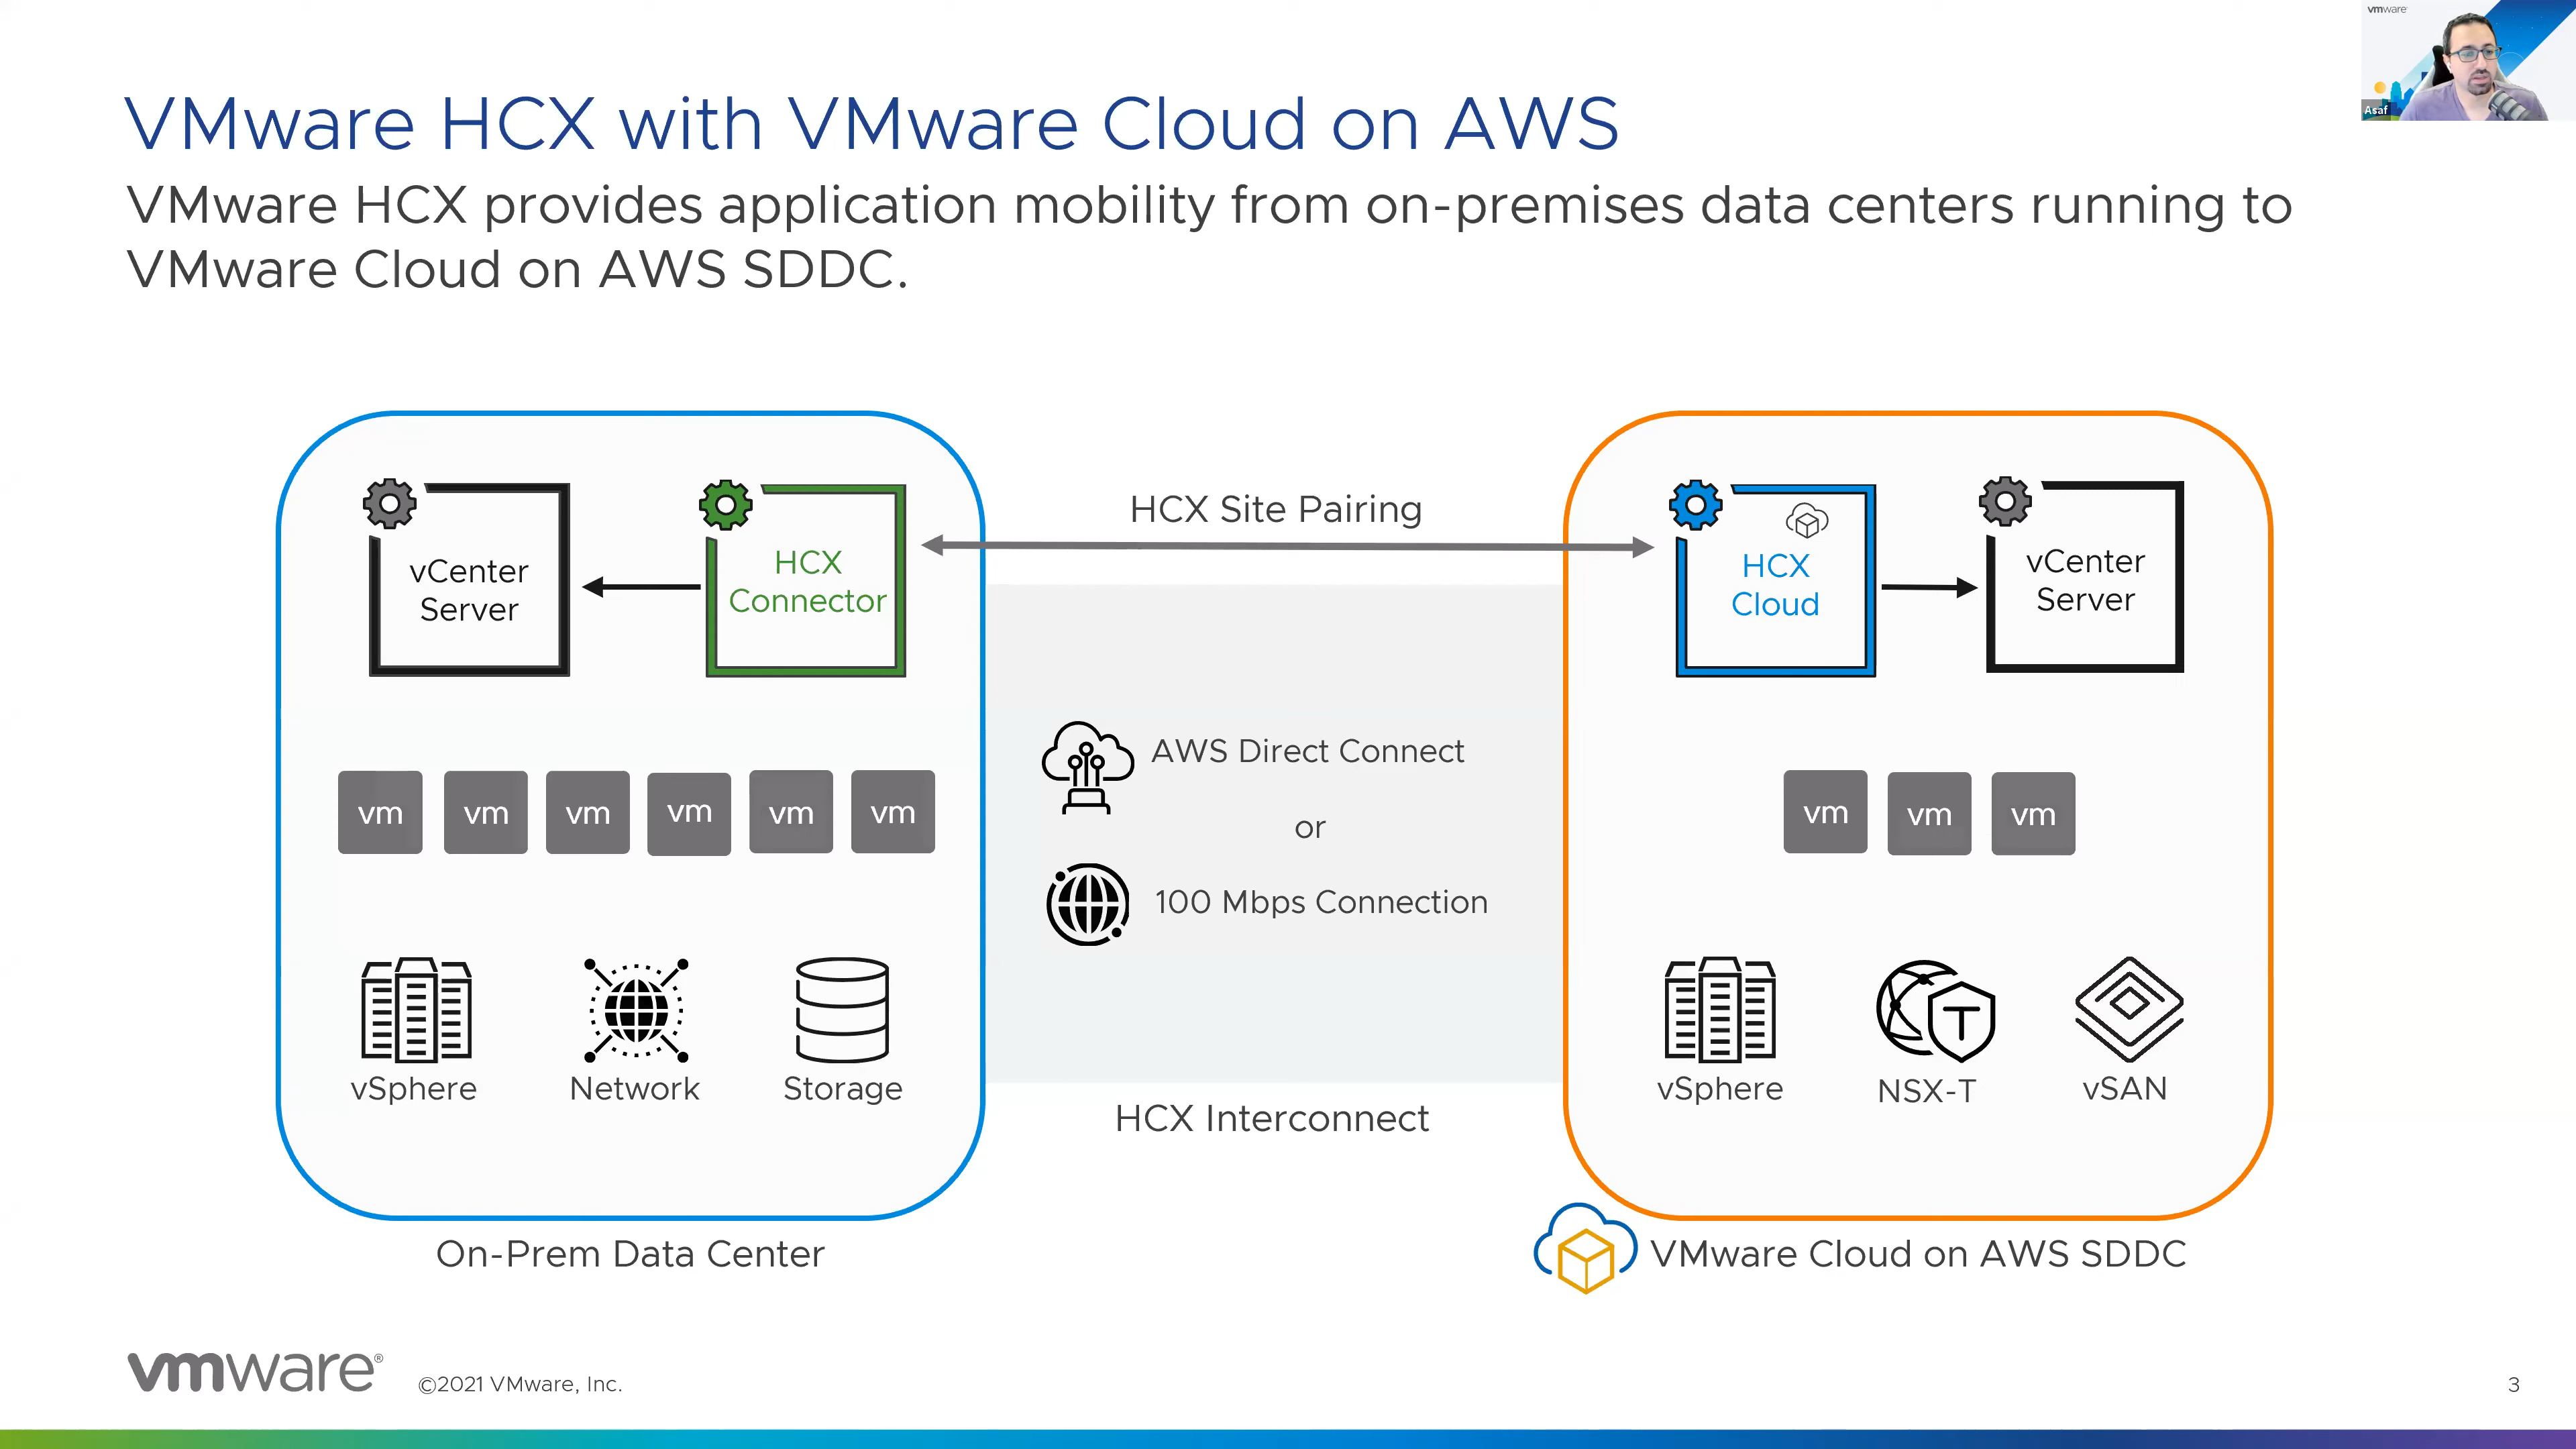 vmware
Asaf
VMware HCX with VMware Cloud on AWS
VMware HCX provides application mobility from on-premises data centers running to
VMware Cloud on AWS SDDC.
vCenter
Server
HCX
Connector
HCX Site Pairing
HCX
Cloud
vCenter
Server
AWS Direct Connect
or
100 Mbps Connection
vm vm vm vm vm vm
vm vm vm
vSphere Network Storage
HCX Interconnect
vSphere NSX-T vSAN
T
On-Prem Data Center
VMware Cloud on AWS SDDC
vmware®
©2021 VMware, Inc.
3